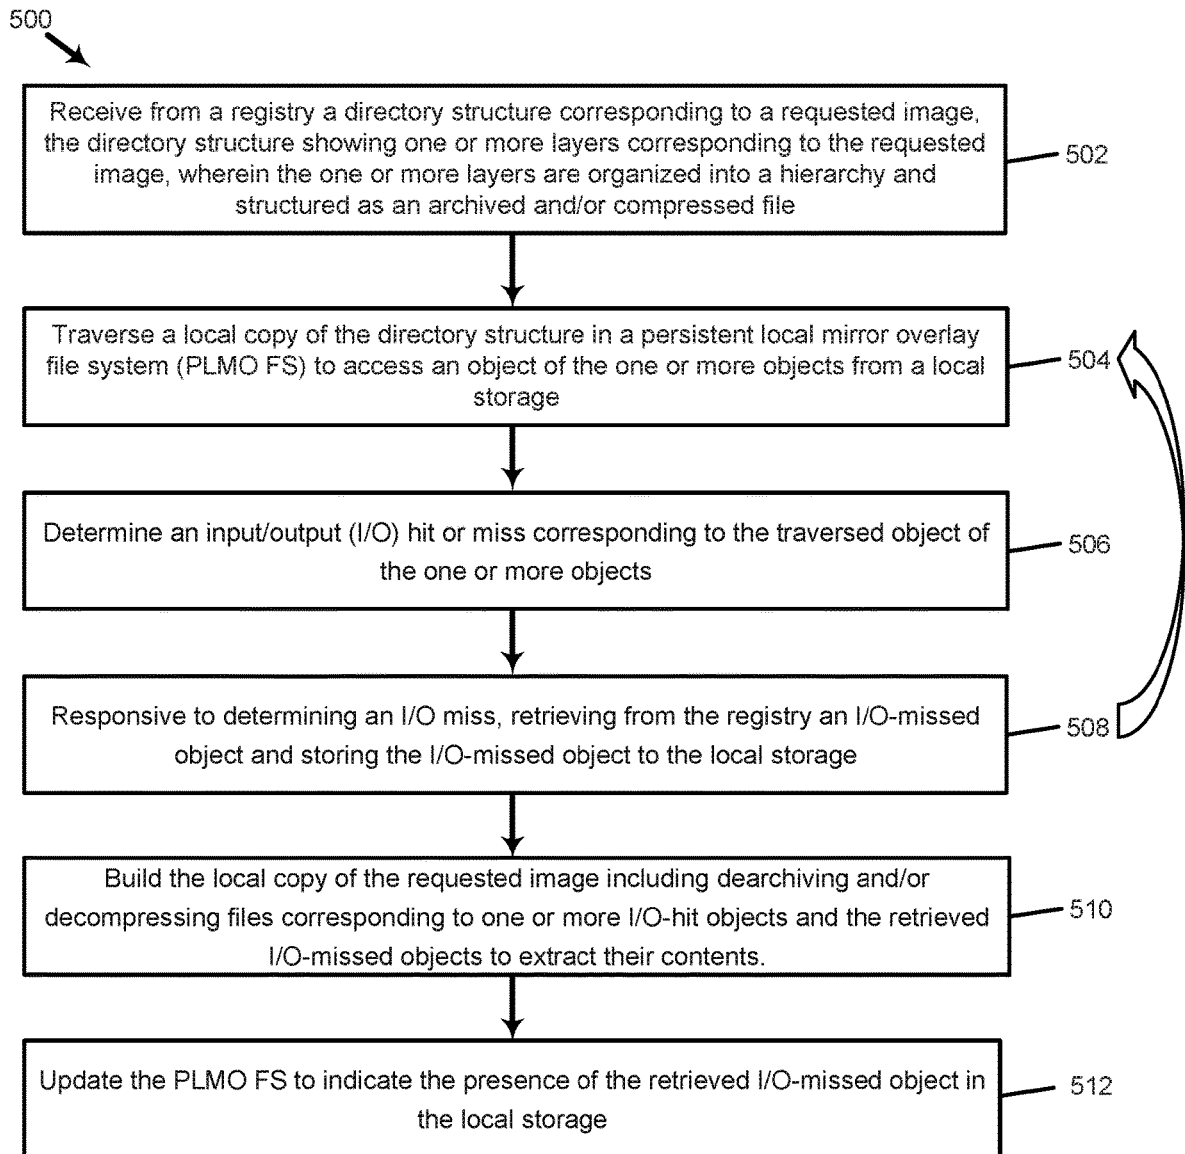 500
Receive from a registry a directory structure corresponding to a requested image,
the directory structure showing one or more layers corresponding to the requested
image, wherein the one or more layers are organized into a hierarchy and
structured as an archived and/or compressed file
502
Traverse a local copy of the directory structure in a persistent local mirror overlay
file system (PLMO FS) to access an object of the one or more objects from a local
storage
504
Determine an input/output (I/O) hit or miss corresponding to the traversed object of
the one or more objects
506
Responsive to determining an I/O miss, retrieving from the registry an I/O-missed
object and storing the I/O-missed object to the local storage
508
Build the local copy of the requested image including dearchiving and/or
decompressing files corresponding to one or more I/O-hit objects and the retrieved
I/O-missed objects to extract their contents.
510
Update the PLMO FS to indicate the presence of the retrieved I/O-missed object in
the local storage
512